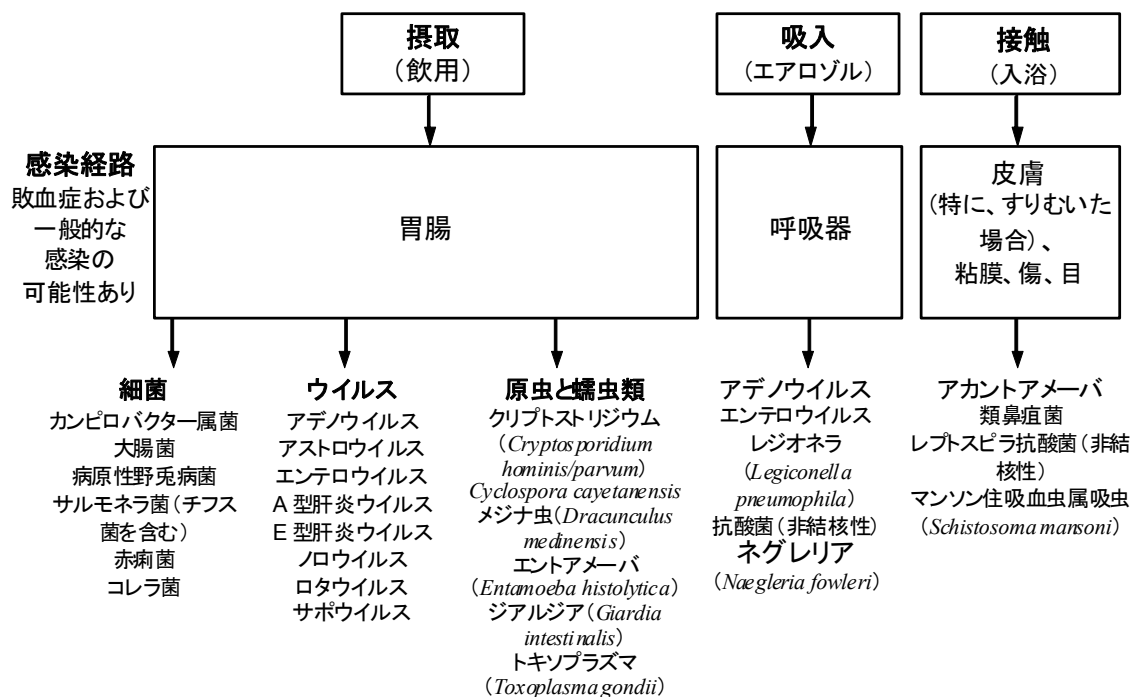 摂取
（飲用）
吸入
（エアロゾル）
接触
（入浴）
感染経路
敗血症および
一般的な
感染の
可能性あり
胃腸
呼吸器
皮膚
（特に、すりむいた
場合）、
粘膜、傷、目
細菌
カンピロバクター属菌
大腸菌
病原性野兎病菌
サルモネラ菌（チフス
菌を含む）
赤痢菌
コレラ菌
ウイルス
アデノウイルス
アストロウイルス
エンテロウイルス
A 型肝炎ウイルス
E 型肝炎ウイルス
ノロウイルス
ロタウイルス
サポウイルス
原虫と蠕虫類
クリプトストリジウム
（Cryptosporidium
hominis/parvum）
Cyclospora cayetanensis
メジナ虫（Dracunculus
medinensis）
エントアメーバ
（Entamoeba histolytica）
ジアルジア（Giardia
intestinalis）
トキソプラズマ
（Toxoplasma gondii）
アデノウイルス
エンテロウイルス
レジオネラ
（Legiconella
pneumophila）
抗酸菌（非結核性）
ネグレリア
（Naegleria fowleri）
アカントアメーバ
類鼻疽菌
レプトスピラ抗酸菌（非結
核性）
マンソン住吸血虫属吸虫
（Schistosoma mansoni）